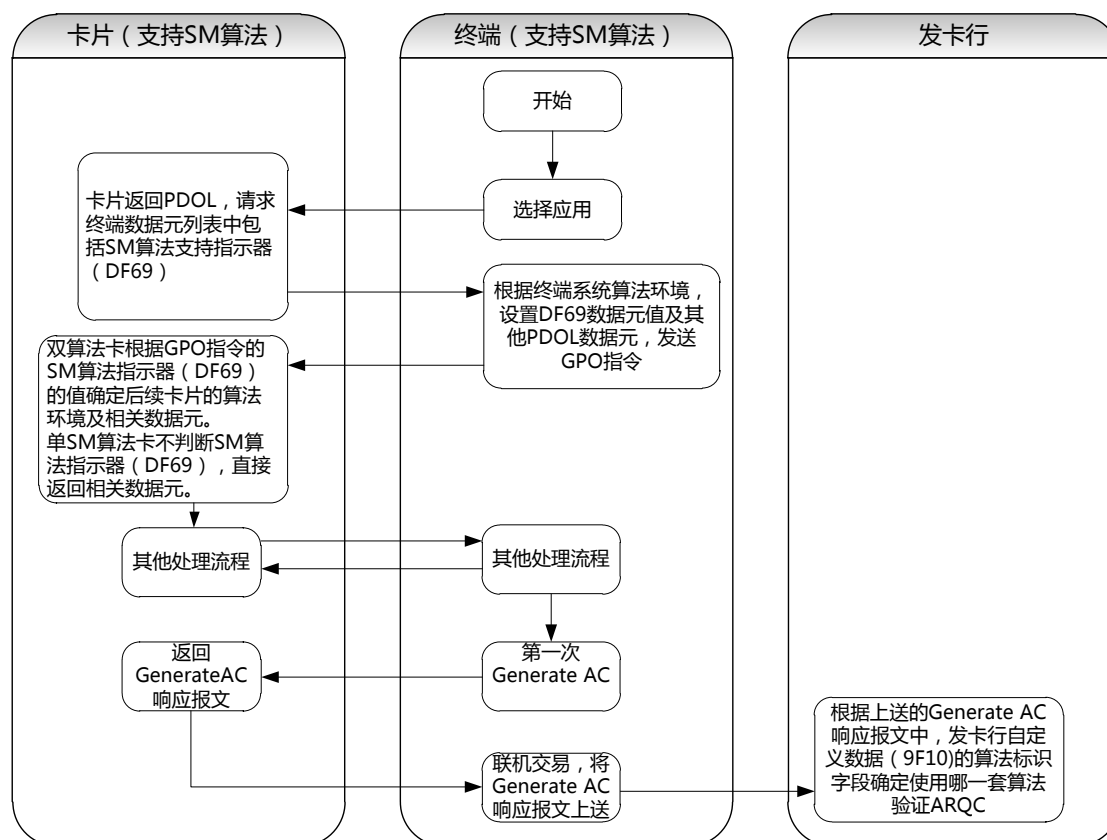 卡片（支持SM算法）
终端（支持SM算法）
发卡行
开始
选择应用
卡片返回PDOL，请求
终端数据元列表中包
括SM算法支持指示器
（DF69）
根据终端系统算法环境，
设置DF69数据元值及其
他PDOL数据元，发送
GPO指令
双算法卡根据GPO指令的
SM算法指示器（DF69）
的值确定后续卡片的算法
环境及相关数据元。
单SM算法卡不判断SM算
法指示器（DF69），直接
返回相关数据元。
其他处理流程
其他处理流程
第一次
Generate AC
返回
GenerateAC
响应报文
联机交易，将
Generate AC
响应报文上送
根据上送的Generate AC
响应报文中，发卡行自定
义数据（9F10)的算法标识
字段确定使用哪一套算法
验证ARQC